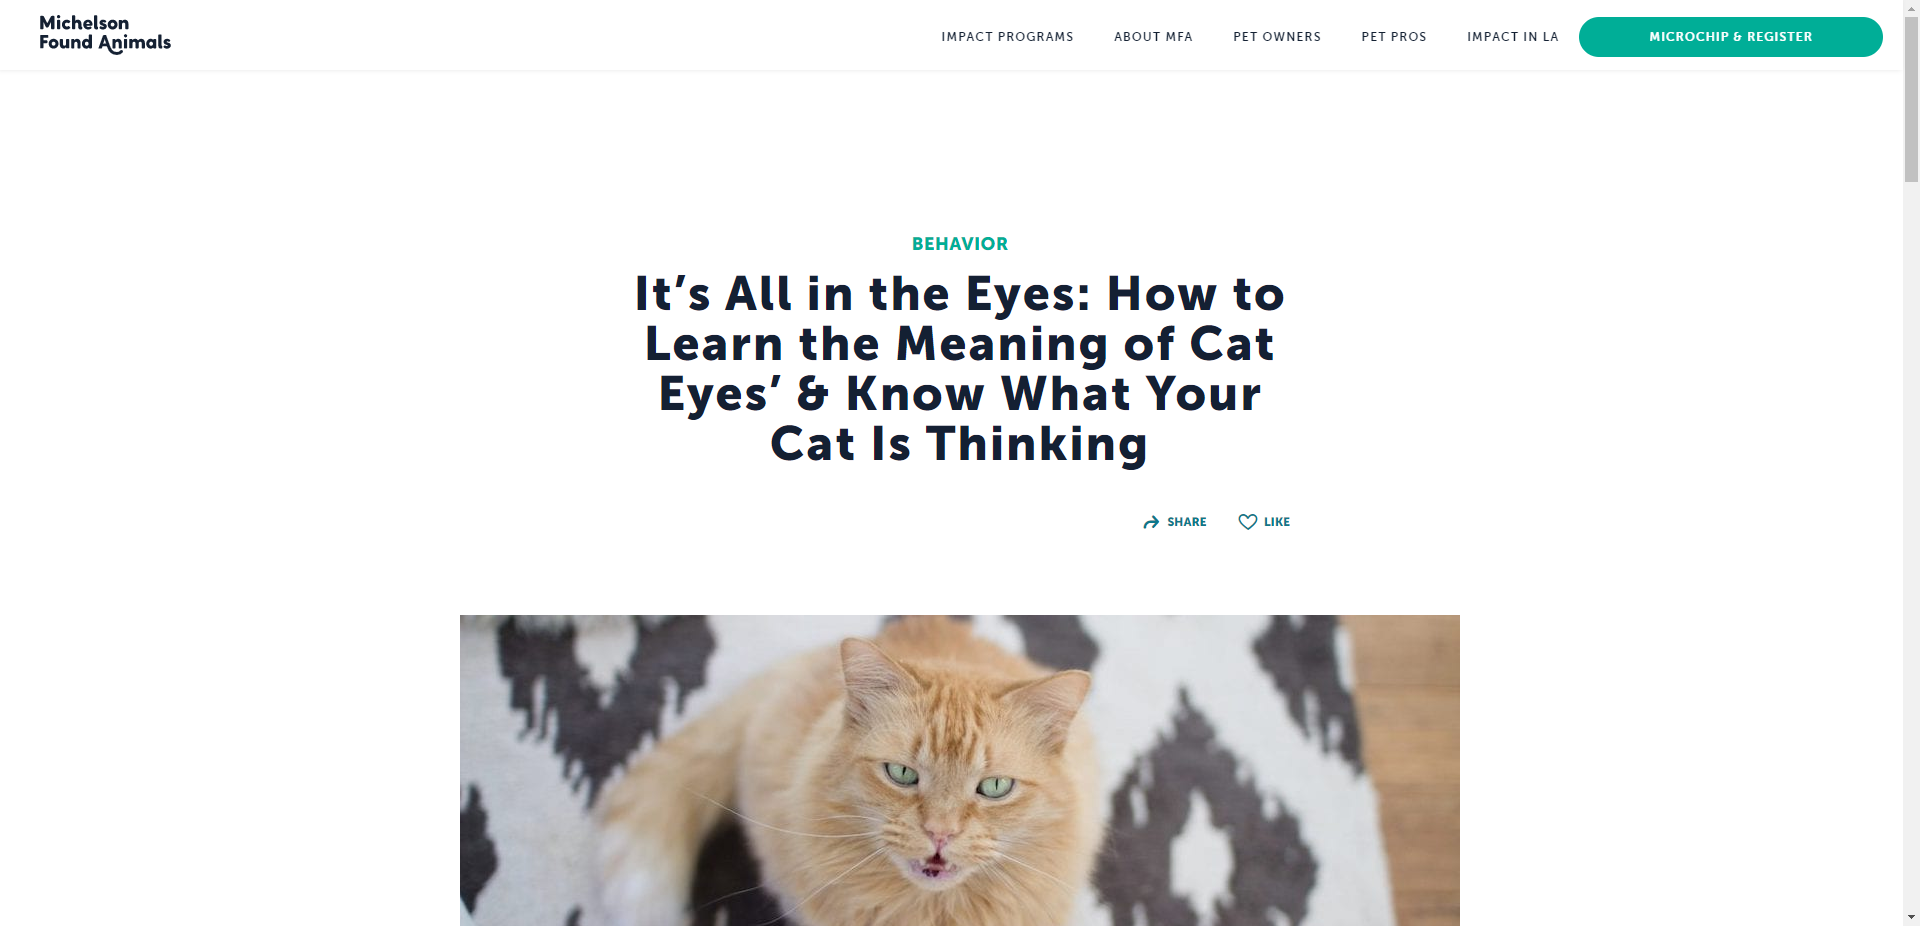 Michelson
Found Animals
IMPACT PROGRAMS
ABOUT MFA
PET OWNERS
PET PROS
IMPACT IN LA
MICROCHIP & REGISTER
BEHAVIOR
It’s All in the Eyes: How to
Learn the Meaning of Cat
Eyes’ & Know What Your
Cat Is Thinking
SHARE
LIKE